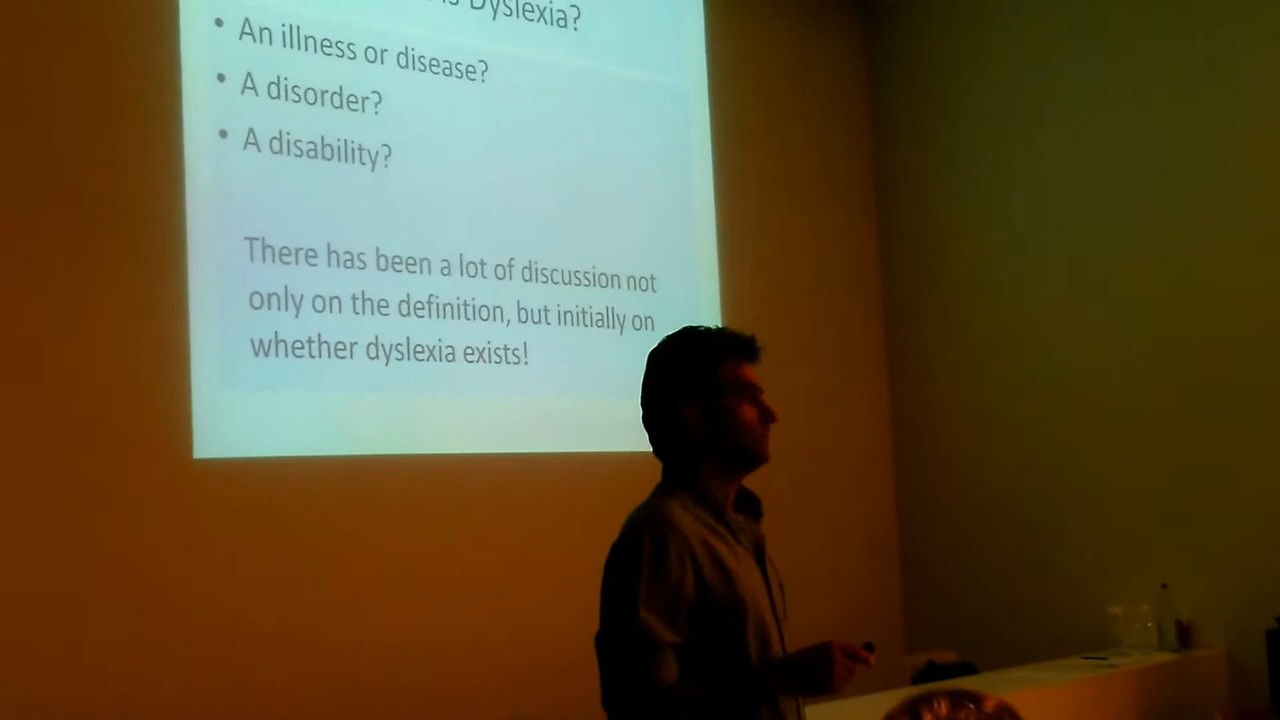 is Dyslexia?
• An illness or disease?
• A disorder?
• A disability?
There has been a lot of discussion not
only on the definition, but initially on
whether dyslexia exists!